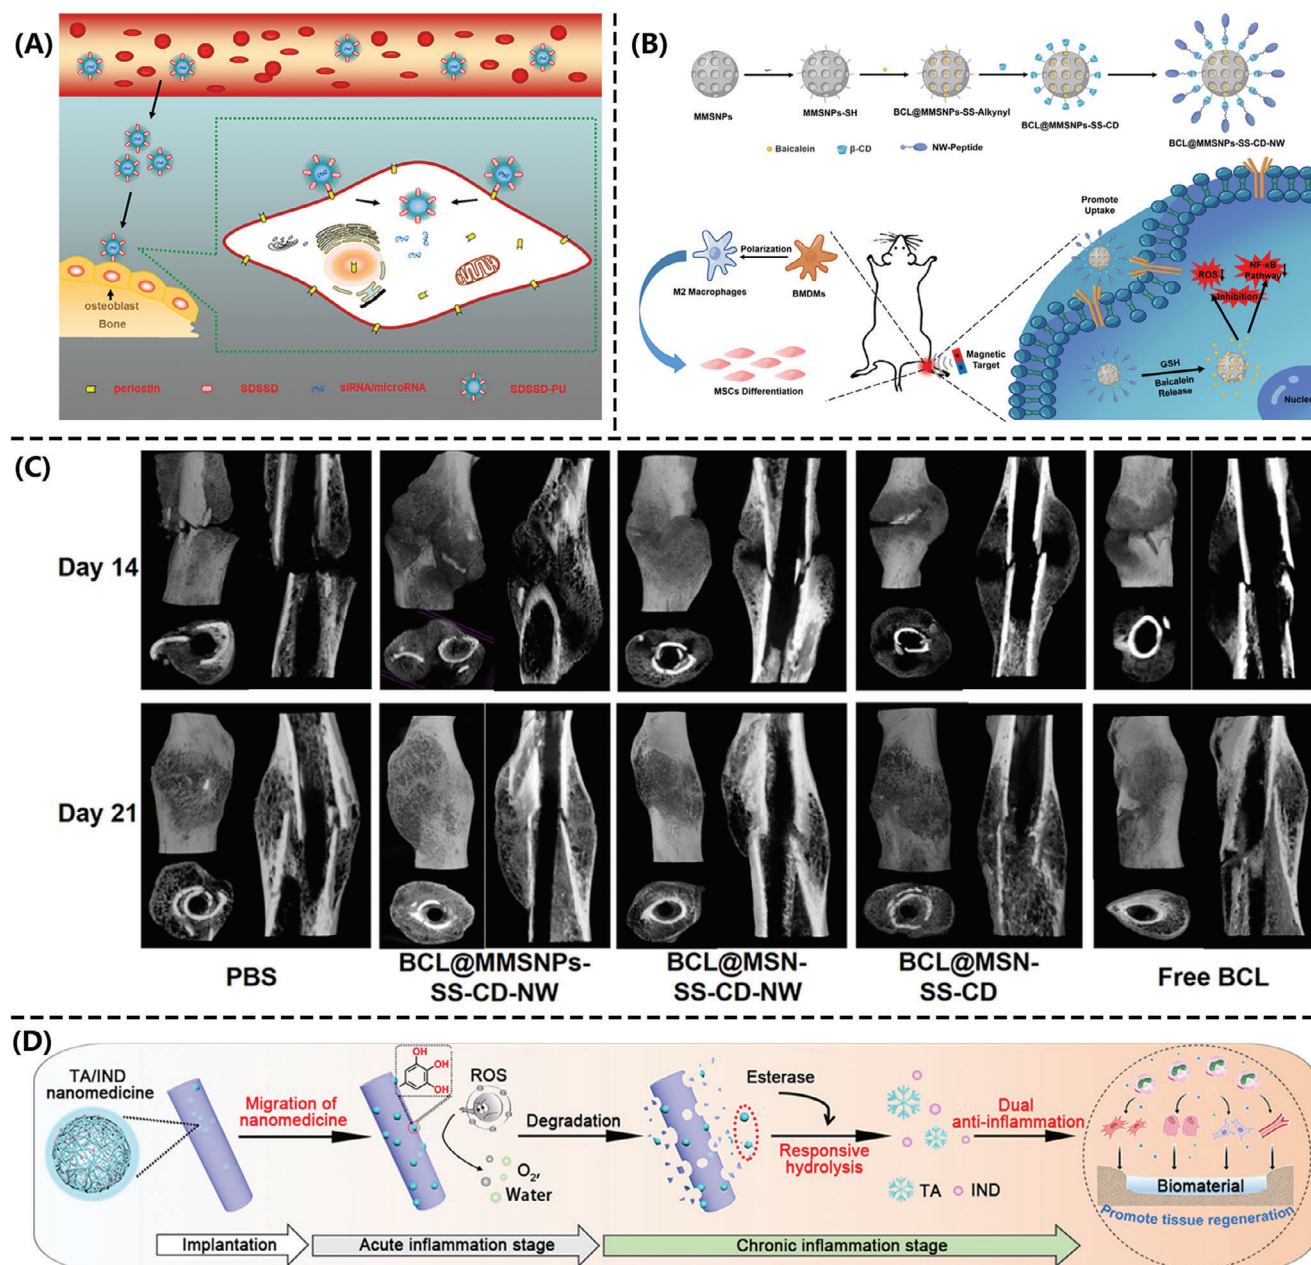 (A)
osteoblast
Bone
periostin
SDSSD
siRNA/microRNA
SDSSD-PU
(B)
MMSNPs
MMSNPs-SH
BCL@MMSNPs-SS-Alkynyl
BCL@MMSNPs-SS-CD
BCL@MMSNPs-SS-CD-NW
Baicalein
β-CD
NW-Peptide
Promote
Uptake
Polarization
M2 Macrophages
BMDMs
MSCs Differentiation
Magnetic
Target
ROS
NF-κB
Pathway
Inhibition
GSH
Baicalein
Release
Nucleu
(C)
Day 14
Day 21
PBS
BCL@MMSNPs-
SS-CD-NW
BCL@MSN-
SS-CD-NW
BCL@MSN-
SS-CD
Free BCL
(D)
TA/IND
nanomedicine
Migration of
nanomedicine
OH
OH
OH
ROS
O2,
Water
Degradation
Esterase
Responsive
hydrolysis
TA
IND
Dual
anti-inflammation
Biomaterial
Promote tissue regeneration
Implantation
Acute inflammation stage
Chronic inflammation stage